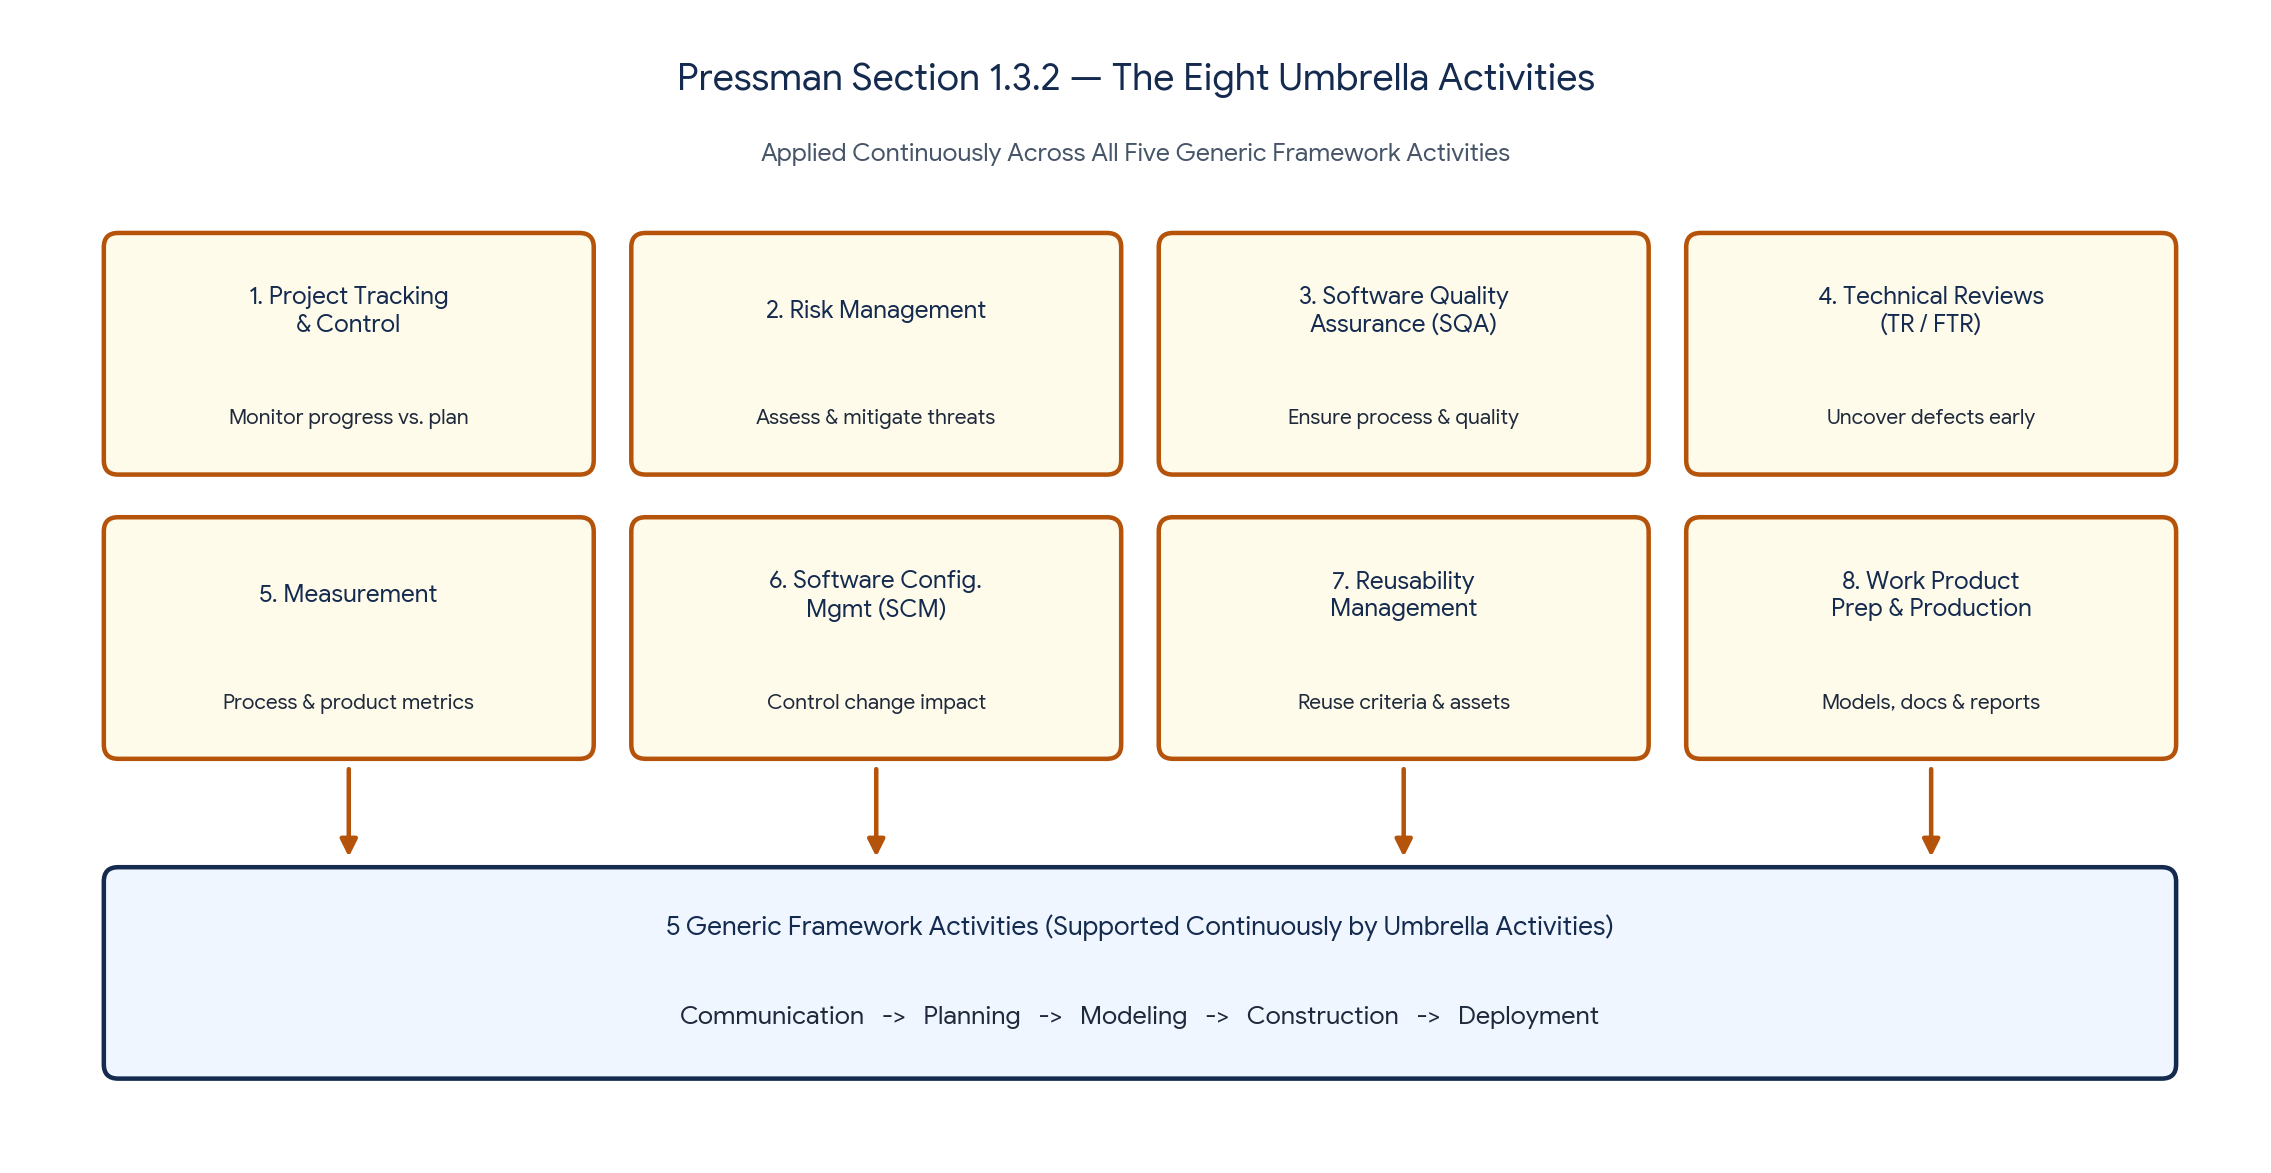 Pressman Section 1.3.2 — The Eight Umbrella Activities
Applied Continuously Across All Five Generic Framework Activities
1. Project Tracking
& Control
Monitor progress vs. plan
2. Risk Management
Assess & mitigate threats
3. Software Quality
Assurance (SQA)
Ensure process & quality
4. Technical Reviews
(TR / FTR)
Uncover defects early
5. Measurement
Process & product metrics
6. Software Config.
Mgmt (SCM)
Control change impact
7. Reusability
Management
Reuse criteria & assets
8. Work Product
Prep & Production
Models, docs & reports
5 Generic Framework Activities (Supported Continuously by Umbrella Activities)
Communication -> Planning -> Modeling -> Construction -> Deployment